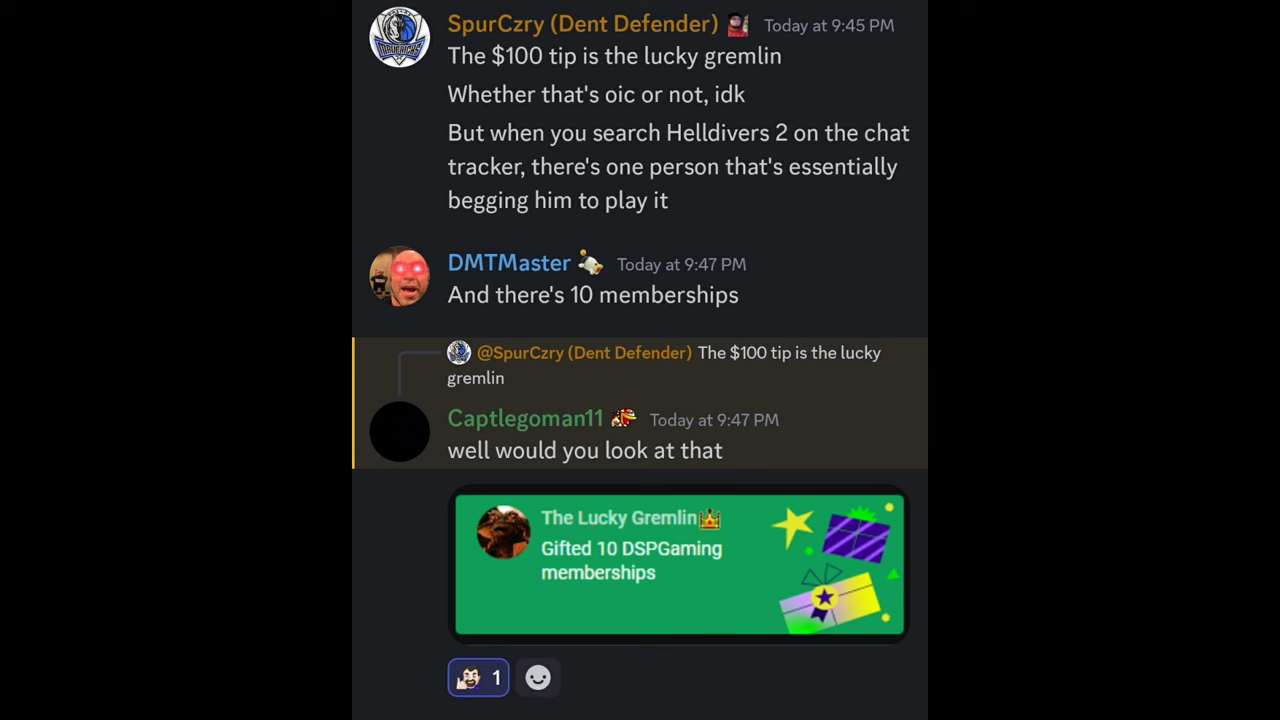 SpurCzry (Dent Defender) Today at 9:45 PM
The $100 tip is the lucky gremlin
Whether that's oic or not, idk
But when you search Helldivers 2 on the chat
tracker, there's one person that's essentially
begging him to play it
DMTMaster Today at 9:47 PM
And there's 10 memberships
@SpurCzry (Dent Defender) The $100 tip is the lucky
gremlin
Captlegoman11 Today at 9:47 PM
well would you look at that
The Lucky Gremlin
Gifted 10 DSPGaming
memberships
1